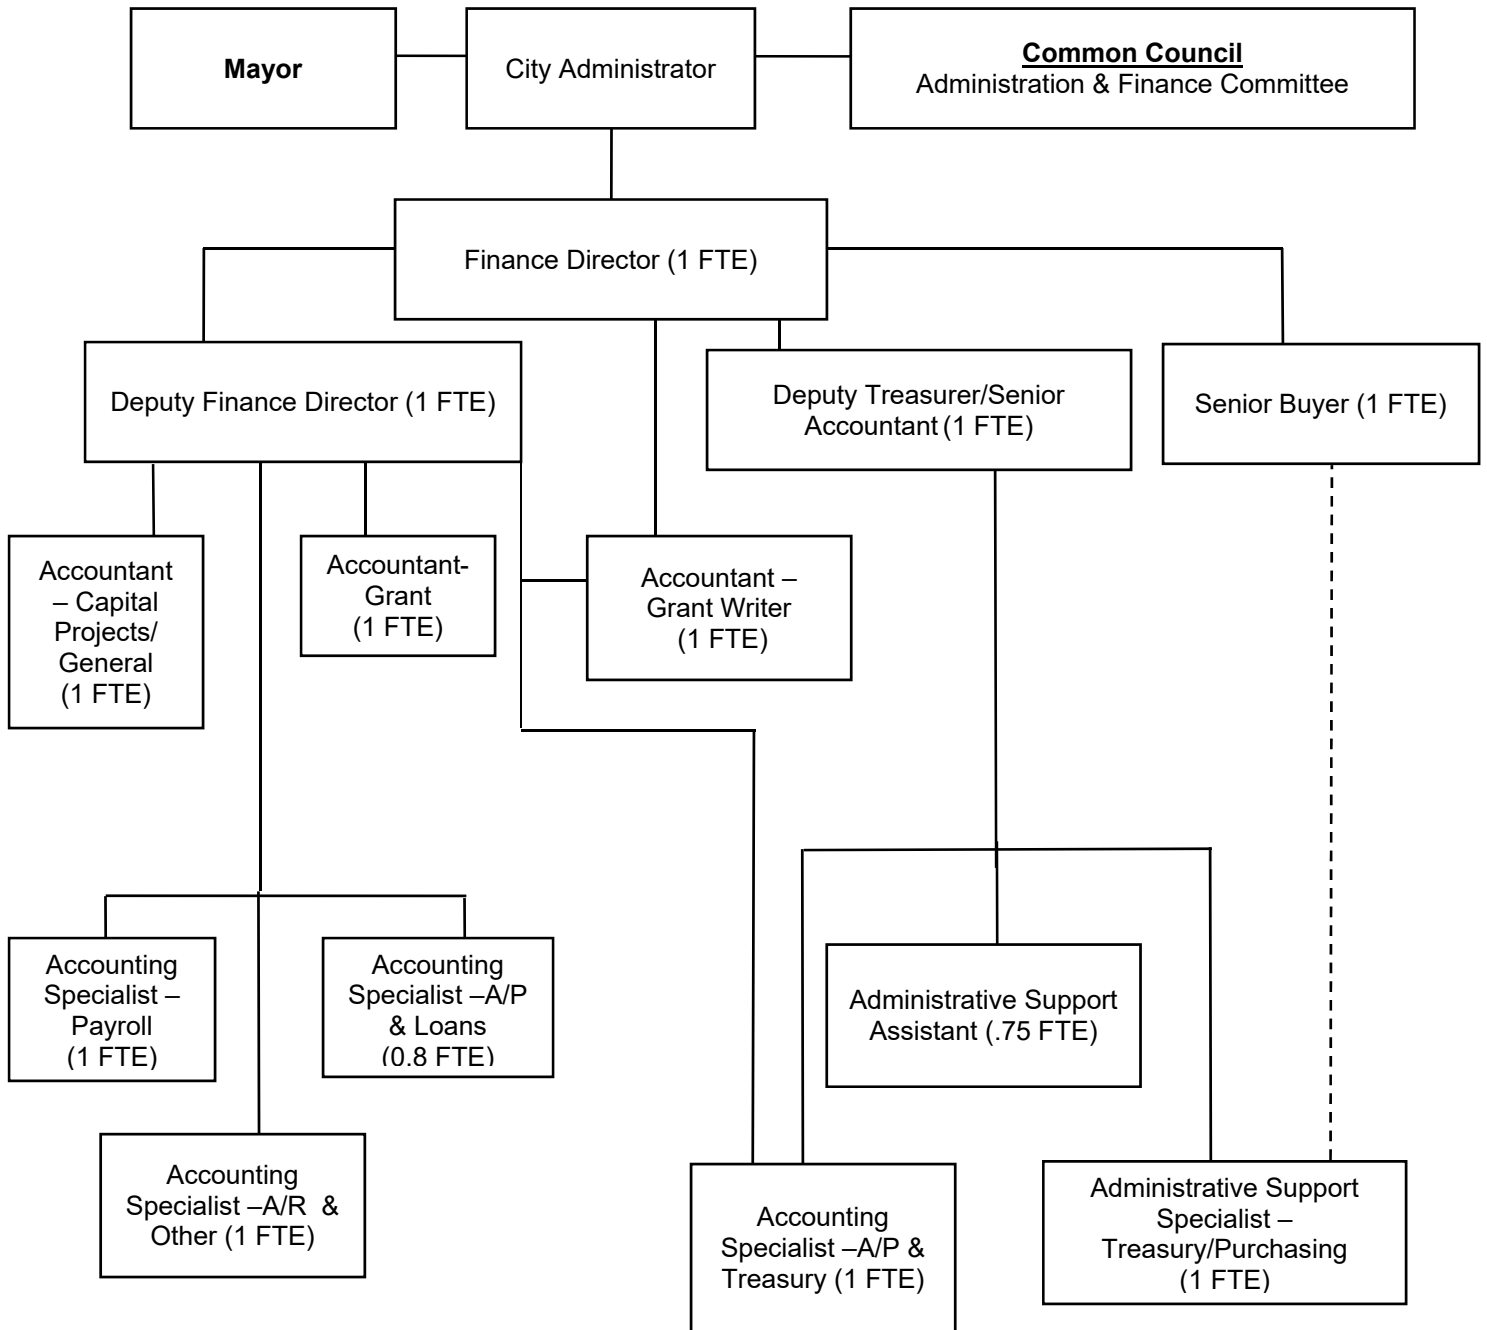 Mayor
City Administrator
Common Council
Administration & Finance Committee
Finance Director (1 FTE)
Deputy Finance Director (1 FTE)
Deputy Treasurer/Senior
Accountant (1 FTE)
Senior Buyer (1 FTE)
Accountant
– Capital
Projects/
General
(1 FTE)
Accountant-
Grant
(1 FTE)
Accountant –
Grant Writer
(1 FTE)
Accounting
Specialist –
Payroll
(1 FTE)
Accounting
Specialist –A/P
& Loans
(0.8 FTE)
Administrative Support
Assistant (.75 FTE)
Accounting
Specialist –A/R  &
Other (1 FTE)
Accounting
Specialist –A/P &
Treasury (1 FTE)
Administrative Support
Specialist –
Treasury/Purchasing
(1 FTE)